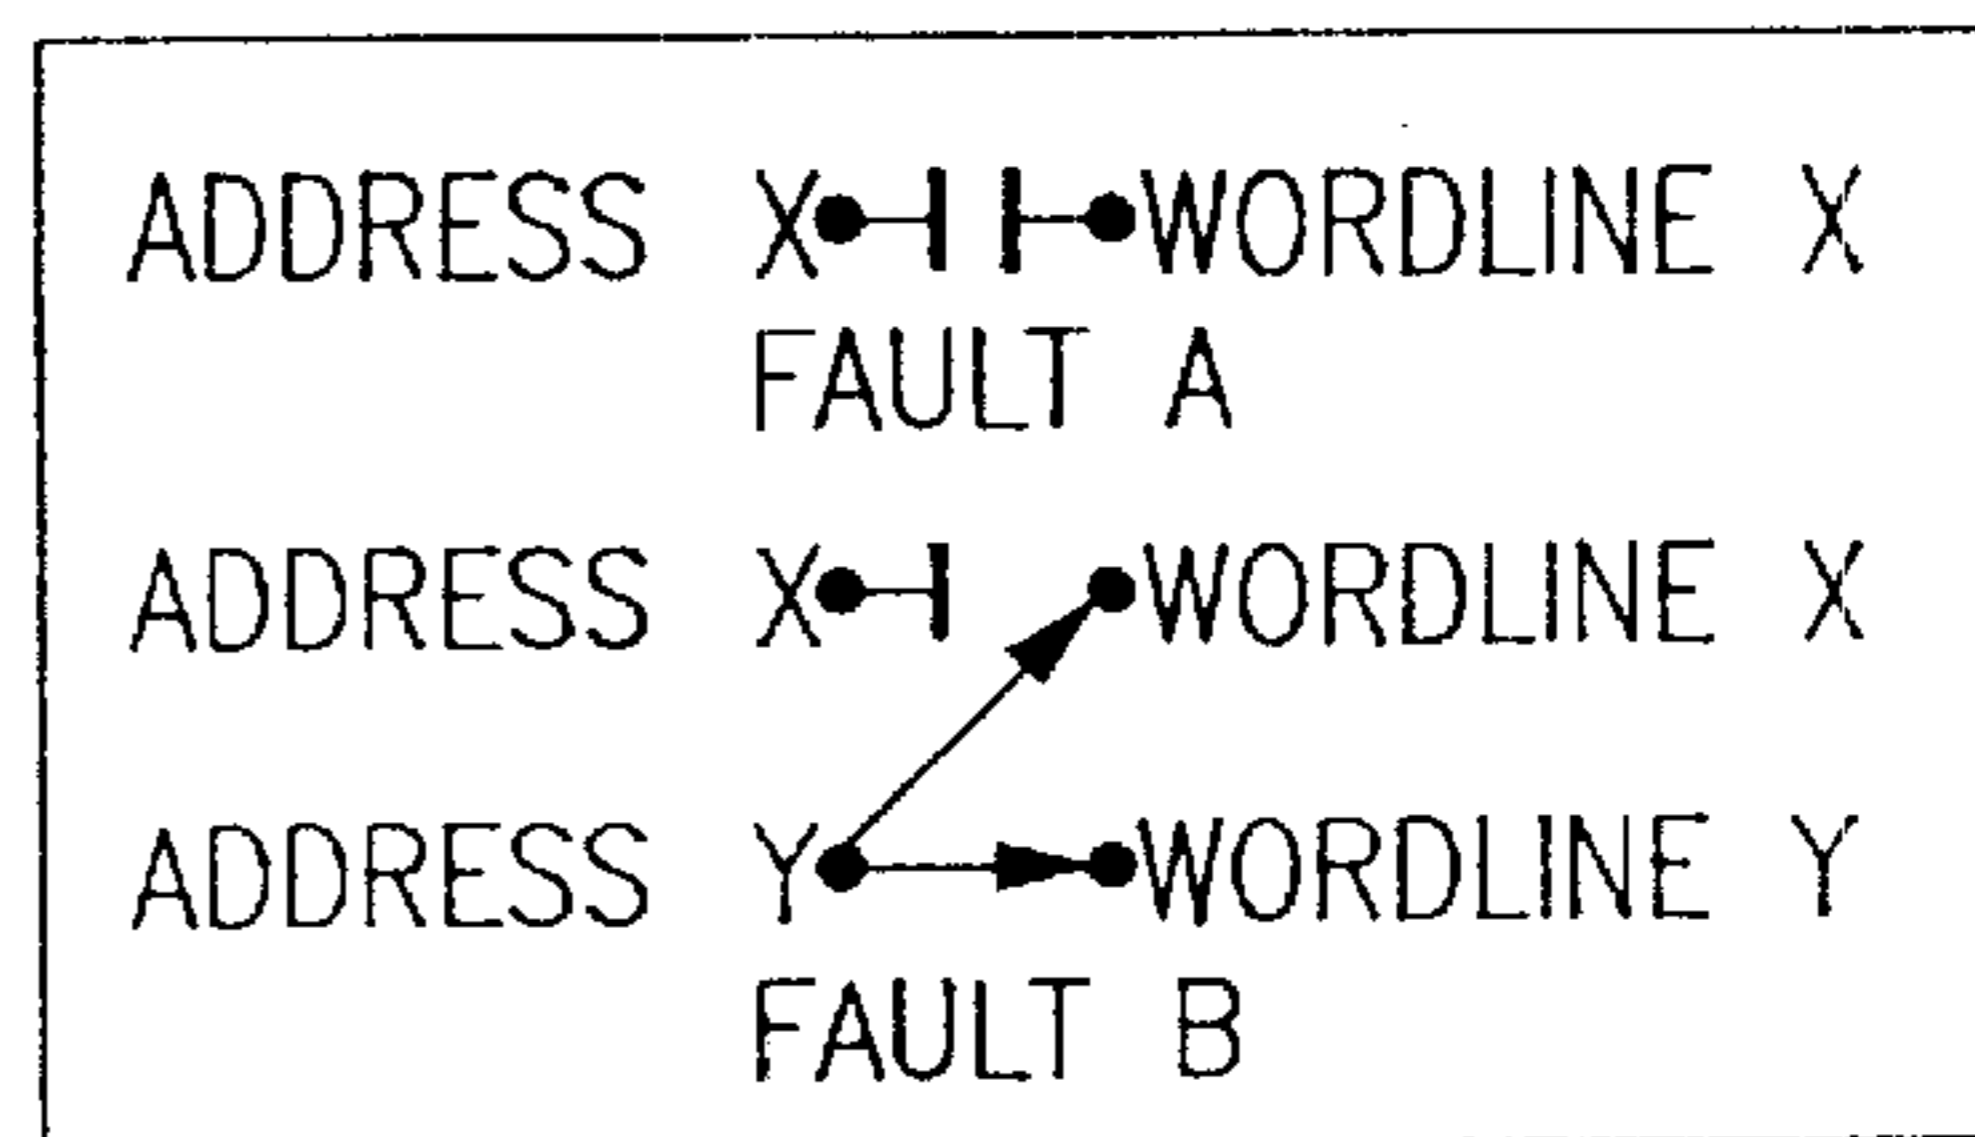 ADDRESS X WORDLINE X
FAULT A
ADDRESS X WORDLINE X
ADDRESS Y WORDLINE Y
FAULT B